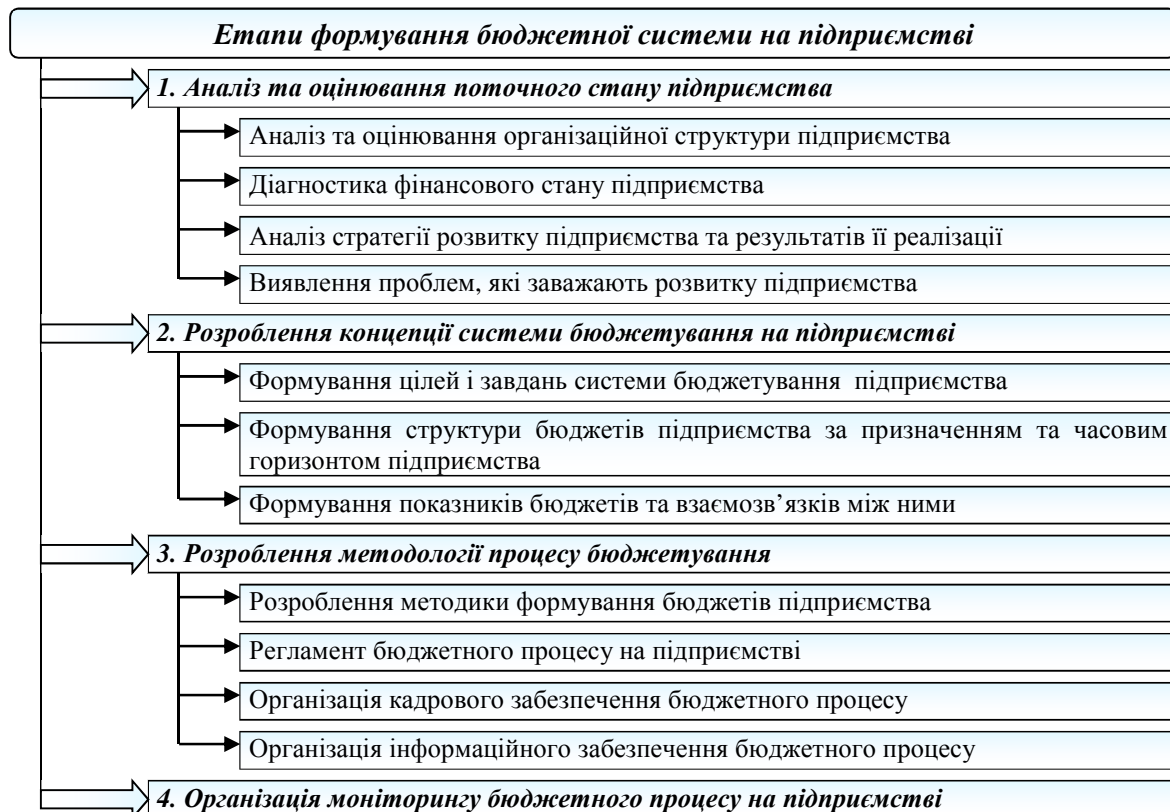 Етапи формування бюджетної системи на підприємстві
1. Аналіз та оцінювання поточного стану підприємства
Аналіз та оцінювання організаційної структури підприємства
Діагностика фінансового стану підприємства
Аналіз стратегії розвитку підприємства та результатів її реалізації
Виявлення проблем, які заважають розвитку підприємства
2. Розроблення концепції системи бюджетування на підприємстві
Формування цілей і завдань системи бюджетування підприємства
Формування структури бюджетів підприємства за призначенням та часовим
горизонтом підприємства
Формування показників бюджетів та взаємозв’язків між ними
3. Розроблення методології процесу бюджетування
Розроблення методики формування бюджетів підприємства
Регламент бюджетного процесу на підприємстві
Організація кадрового забезпечення бюджетного процесу
Організація інформаційного забезпечення бюджетного процесу
4. Організація моніторингу бюджетного процесу на підприємстві